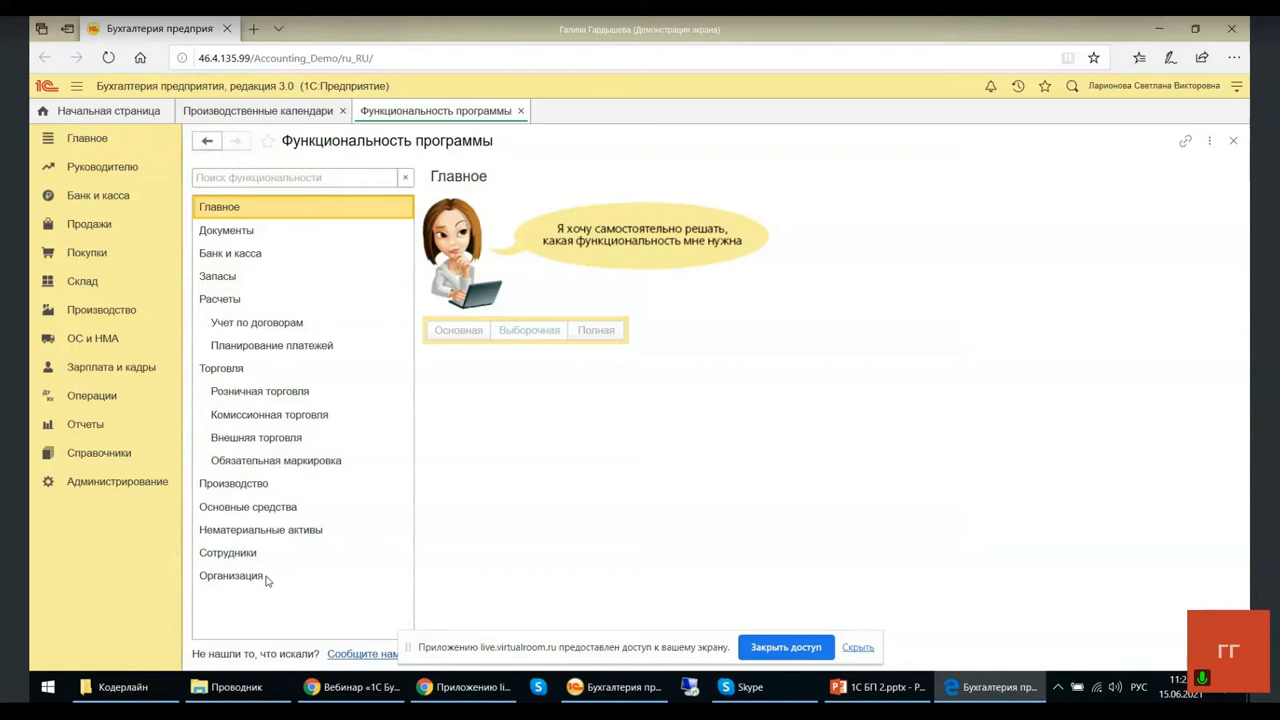 Бухгалтерия предприят
Галина Гардышева (Демонстрация экрана)
46.4.135.99/Accounting_Demo/ru_RU/
1С Бухгалтерия предприятия, редакция 3.0 (1С:Предприятие)
Ларионова Светлана Викторовна
Начальная страница
Производственные календари
Функциональность программы
Главное
Руководителю
Банк и касса
Продажи
Покупки
Склад
Производство
ОС и НМА
Зарплата и кадры
Дт Кт Операции
Отчеты
Справочники
Администрирование
Функциональность программы
Поиск функциональности
Главное
Документы
Банк и касса
Запасы
Расчеты
Учет по договорам
Планирование платежей
Торговля
Розничная торговля
Комиссионная торговля
Внешняя торговля
Обязательная маркировка
Производство
Основные средства
Нематериальные активы
Сотрудники
Организация
Не нашли то, что искали? Сообщите нам
Главное
Я хочу самостоятельно решать,
какая функциональность мне нужна
Основная Выборочная Полная
Приложению live.virtualroom.ru предоставлен доступ к вашему экрану.
Закрыть доступ
Скрыть
ГГ
Кодерлайн
Проводник
Вебинар «1С Бу...
Приложению li...
Бухгалтерия пр...
Skype
1С БП 2.pptx - P...
Бухгалтерия пр...
РУС
15.06.2021